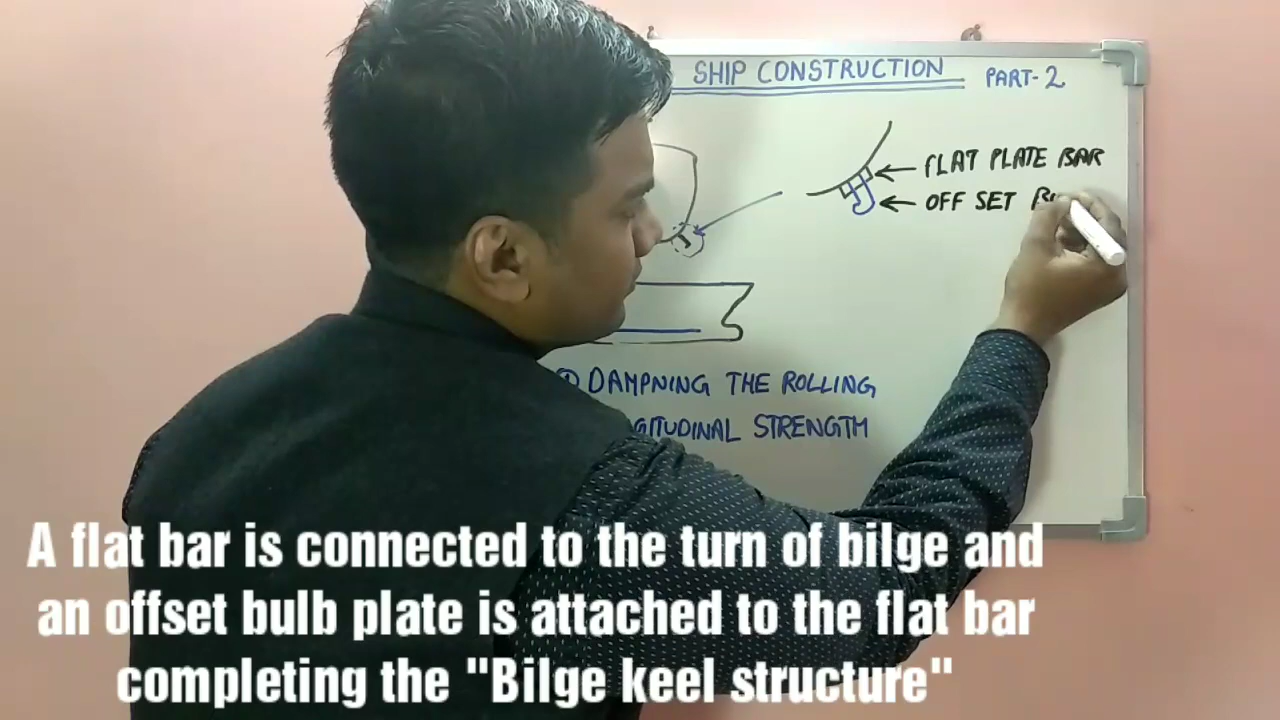 SHIP CONSTRUCTION PART-2
FLAT PLATE BAR
OFF SET
① DAMPNING THE ROLLING
GITUDINAL STRENGTH
A flat bar is connected to the turn of bilge and
an offset bulb plate is attached to the flat bar
completing the "Bilge keel structure"